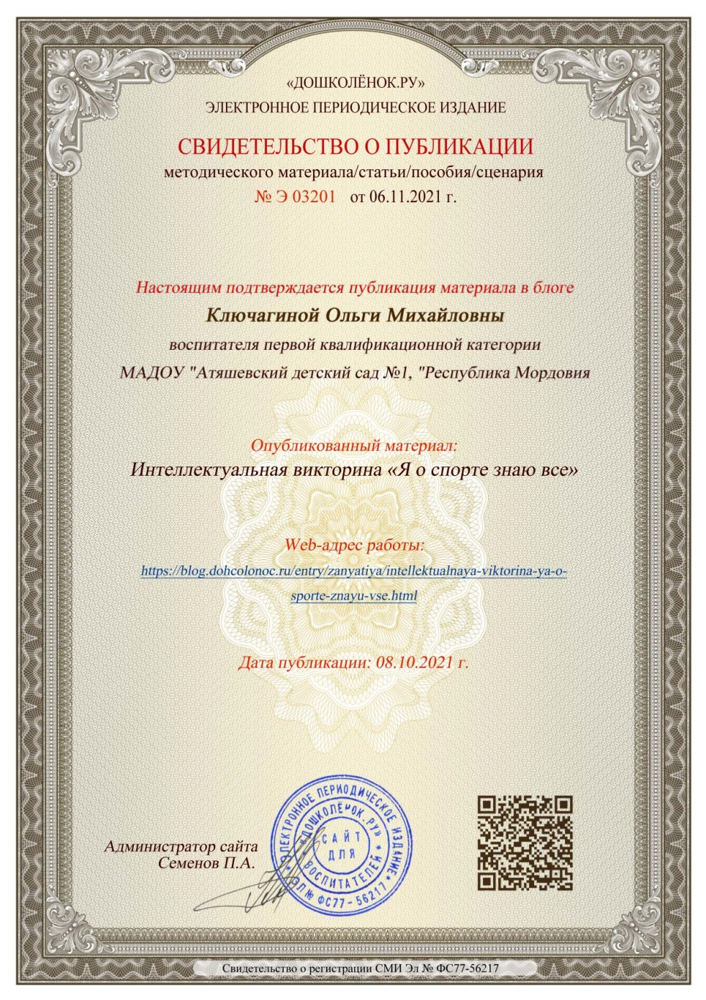 «ДОШКОЛЁНОК.РУ»
ЭЛЕКТРОННОЕ ПЕРИОДИЧЕСКОЕ ИЗДАНИЕ
СВИДЕТЕЛЬСТВО О ПУБЛИКАЦИИ
методического материала/статьи/пособия/сценария
№ Э 03201 от 06.11.2021 г.
Настоящим подтверждается публикация материала в блоге
Ключагиной Ольги Михайловны
воспитателя первой квалификационной категории
МАДОУ "Атяшевский детский сад №1, "Республика Мордовия
Опубликованный материал:
Интеллектуальная викторина «Я о спорте знаю все»
Web-адрес работы:
https://blog.dohcolonoc.ru/entry/zanyatiya/intellektualnaya-viktorina-ya-o-
sporte-znayu-vse.html
Дата публикации: 08.10.2021 г.
Администратор сайта
Семенов П.А.
ЭЛЕКТРОННОЕ ПЕРИОДИЧЕСКОЕ ИЗДАНИЕ
* ЭЛ № ФС77-56217 *
«ДОШКОЛЁНОК.РУ»
* ВОСПИТАТЕЛЕЙ *
САЙТ
ДЛЯ
Свидетельство о регистрации СМИ Эл № ФС77-56217